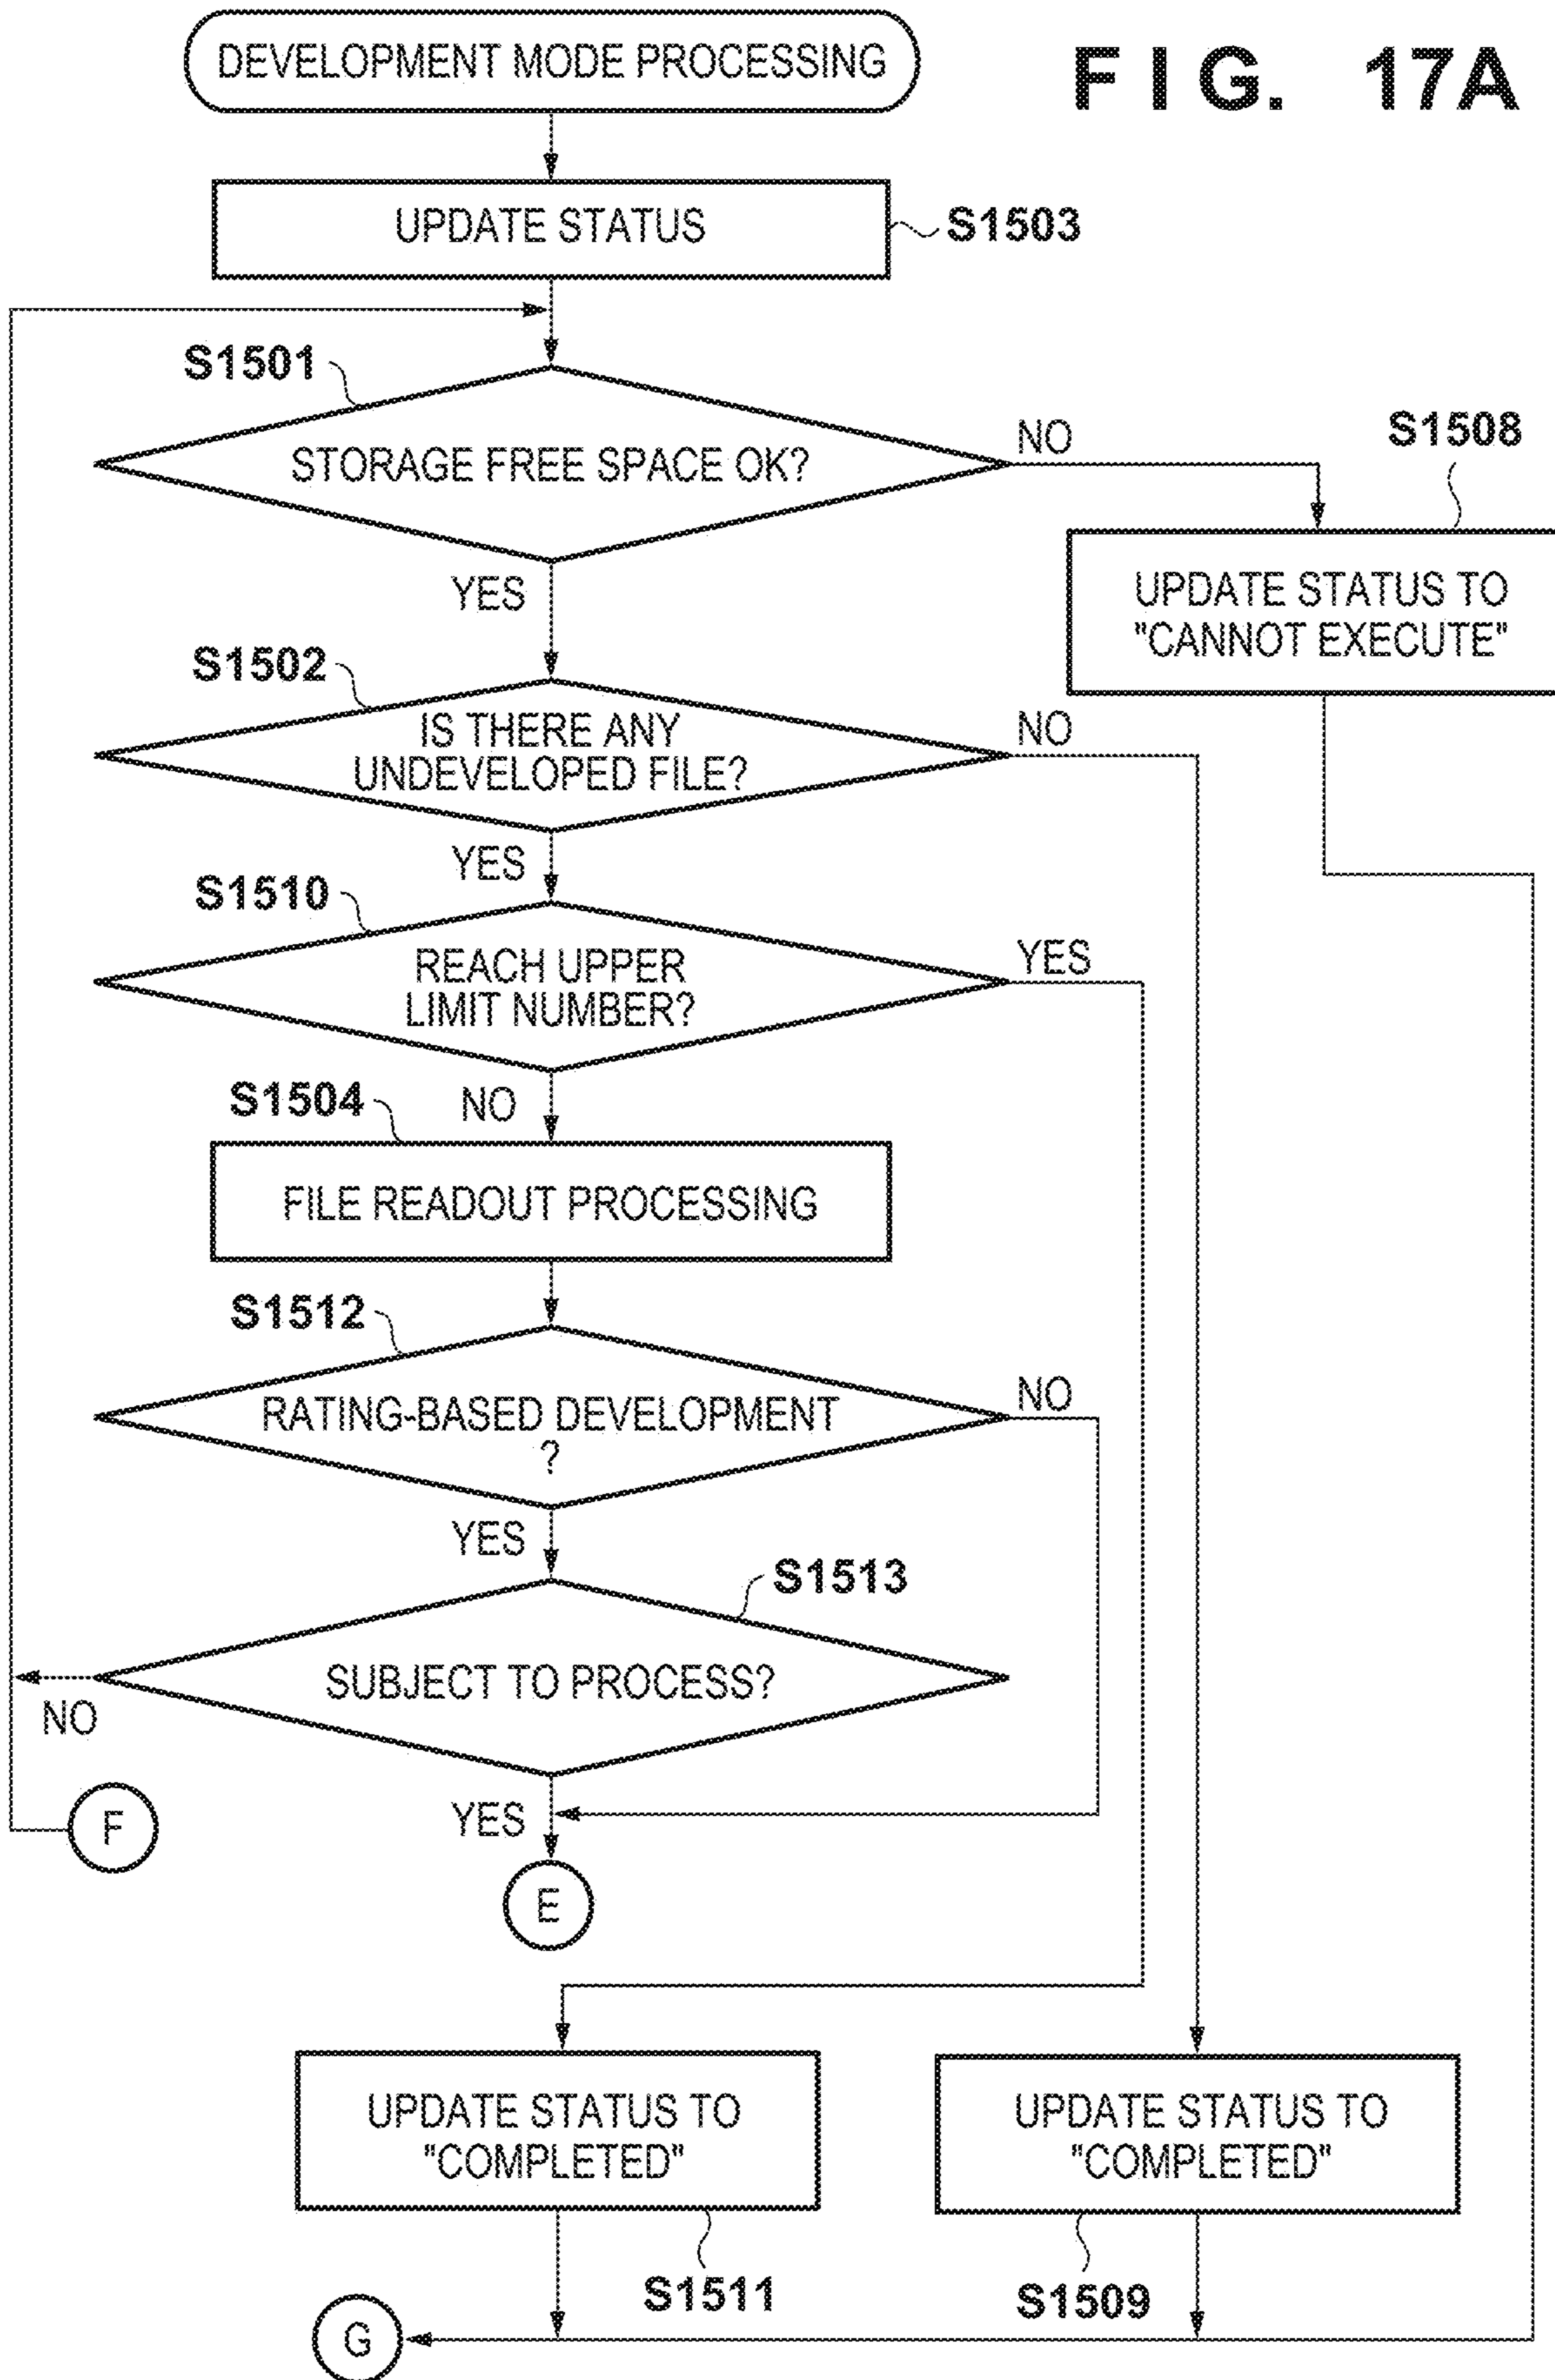 DEVELOPMENT MODE PROCESSING
FIG. 17A
UPDATE STATUS
S1503
S1501
STORAGE FREE SPACE OK?
NO
S1508
YES
UPDATE STATUS TO
"CANNOT EXECUTE"
S1502
IS THERE ANY
UNDEVELOPED FILE?
NO
YES
S1510
REACH UPPER
LIMIT NUMBER?
YES
S1504
NO
FILE READOUT PROCESSING
S1512
RATING-BASED DEVELOPMENT
?
NO
YES
S1513
SUBJECT TO PROCESS?
NO
F
YES
E
UPDATE STATUS TO
"COMPLETED"
UPDATE STATUS TO
"COMPLETED"
S1511
S1509
G